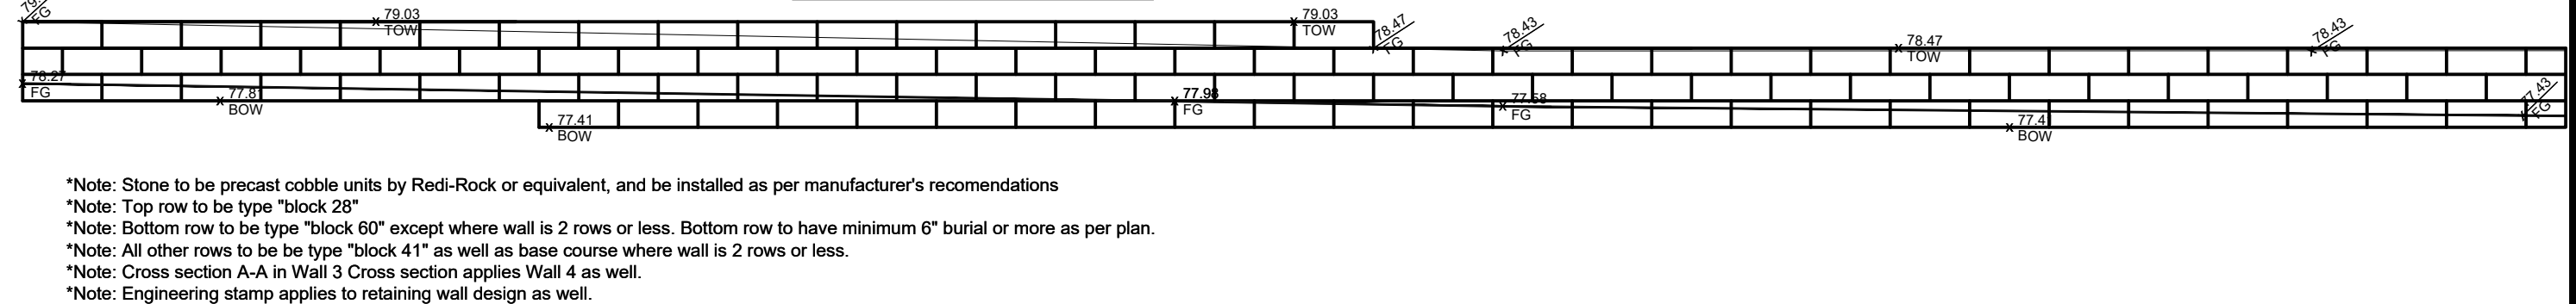 79.03
TOW
79.03
TOW
78.47
FG
78.43
FG
78.47
TOW
78.43
FG
FG
78.27
FG
77.81
BOW
77.98
FG
77.58
FG
77.43
FG
77.41
BOW
77.41
BOW
*Note: Stone to be precast cobble units by Redi-Rock or equivalent, and be installed as per manufacturer's recomendations
*Note: Top row to be type "block 28"
*Note: Bottom row to be type "block 60" except where wall is 2 rows or less. Bottom row to have minimum 6" burial or more as per plan.
*Note: All other rows to be be type "block 41" as well as base course where wall is 2 rows or less.
*Note: Cross section A-A in Wall 3 Cross section applies Wall 4 as well.
*Note: Engineering stamp applies to retaining wall design as well.